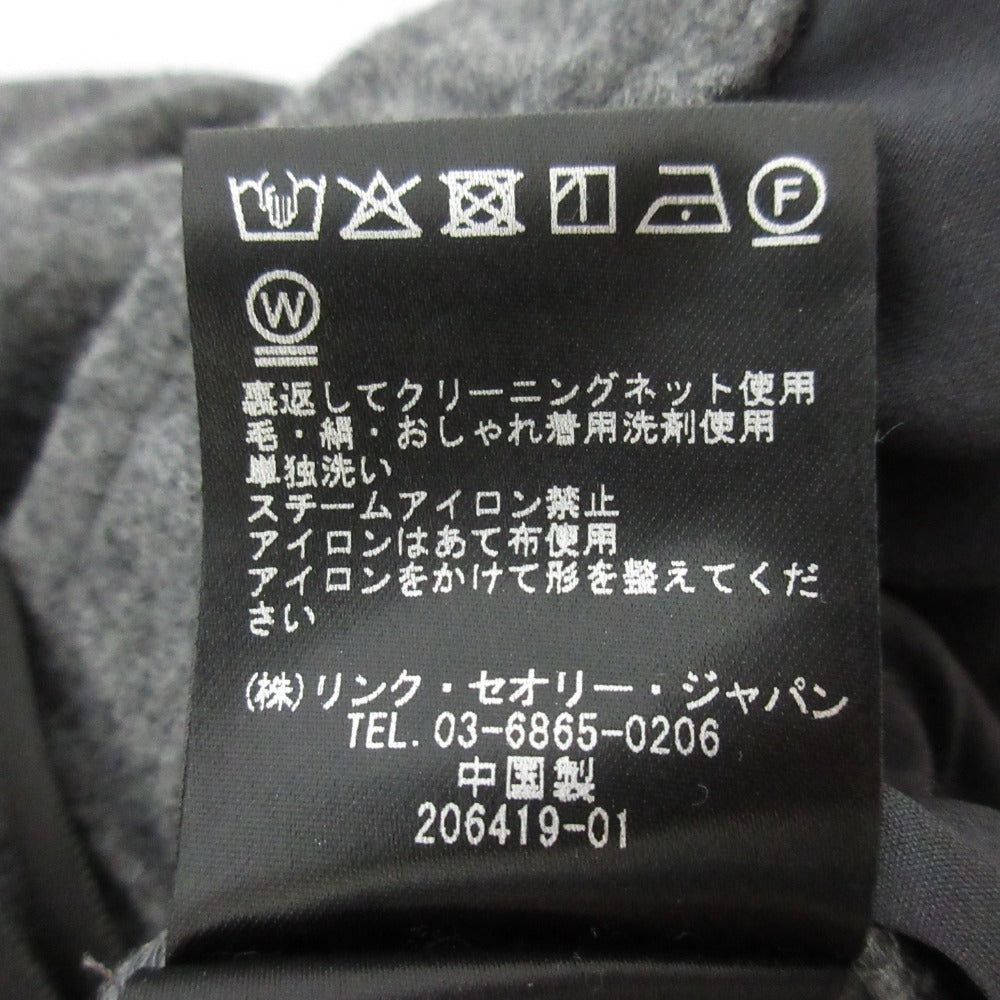 F
W
裏返してクリーニングネット使用
毛・絹・おしゃれ着用洗剤使用
単独洗い
スチームアイロン禁止
アイロンはあて布使用
アイロンをかけて形を整えてくだ
さい
(株)リンク・セオリー・ジャパン
TEL. 03-6865-0206
中国製
206419-01